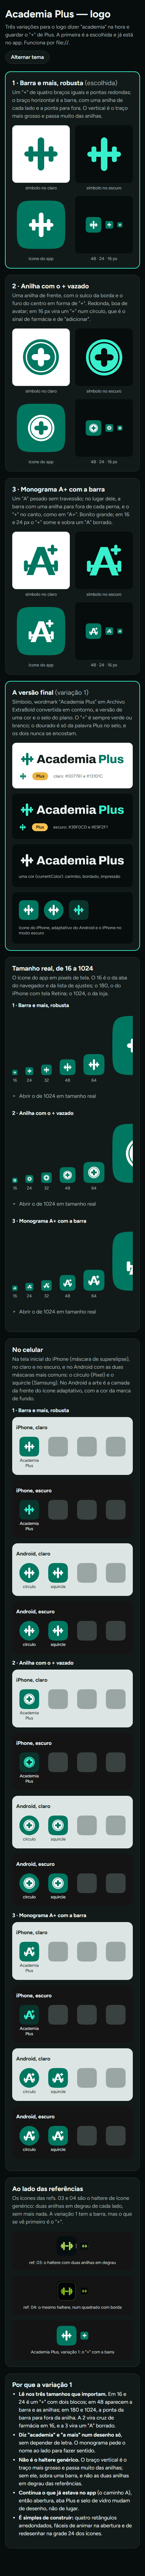 Academia Plus — logo
Três variações para o logo dizer "academia" na hora e
guardar o "+" de Plus. A primeira é a escolhida e já está
no app. Funciona por file://.
Alternar tema
1 · Barra e mais, robusta (escolhida)
Um "+" de quatro braços iguais e pontas redondas;
o braço horizontal é a barra, com uma anilha de
cada lado e a ponta para fora. O vertical é o traço
mais grosso e passa muito das anilhas.
símbolo no claro
símbolo no escuro
ícone do app
48 · 24 · 16 px
2 · Anilha com o + vazado
Uma anilha de frente, com o sulco da borda e o
furo do centro em forma de "+". Redonda, boa de
avatar; em 16 px vira um "+" num círculo, que é o
sinal de farmácia e de "adicionar".
símbolo no claro
símbolo no escuro
ícone do app
48 · 24 · 16 px
3 · Monograma A+ com a barra
Um "A" pesado sem travessão; no lugar dele, a
barra com uma anilha para fora de cada perna, e o
"+" no canto, como em "A+". Bonito grande; em 16
e 24 px o "+" some e sobra um "A" borrado.
símbolo no claro
símbolo no escuro
ícone do app
48 · 24 · 16 px
A versão final (variação 1)
Símbolo, wordmark "Academia Plus" em Archivo
expandida convertida em contornos, e a versão em
uma cor e o selo do plano. O "+" é sempre verde ou
branco; o dourado é só da palavra Plus no selo, e
os dois nunca se encostam.
Academia Plus
Plus
Academia Plus
Plus
Academia Plus
uma cor (currentColor): carimbo, bordado, impressão
ícone do iPhone, adaptativo do Android e o iPhone no
modo escuro
Tamanho real, de 16 a 1024
O ícone do app em pixels de tela. O 16 é o da aba
do navegador e da lista de ajustes; o 180, o do
iPhone com tela Retina; o 1024, o da loja.
1 · Barra e mais, robusta
16 24 32 48 64
Abrir o de 1024 em tamanho real
2 · Anilha com o + vazado
16 24 32 48 64
Abrir o de 1024 em tamanho real
3 · Monograma A+ com a barra
16 24 32 48 64
Abrir o de 1024 em tamanho real
No celular
Na tela inicial do iPhone (máscara de superelipse),
no claro e no escuro, e no Android com as duas
máscaras mais comuns: o círculo (Pixel) e o
squircle (Samsung). No Android a arte é a camada
da frente do ícone adaptativo, com a cor da marca
de fundo.
1 · Barra e mais, robusta
iPhone, claro
Academia
Plus
iPhone, escuro
Academia
Plus
Android, claro
círculo squircle
Android, escuro
círculo squircle
2 · Anilha com o + vazado
iPhone, claro
Academia
Plus
iPhone, escuro
Academia
Plus
Android, claro
círculo squircle
Android, escuro
círculo squircle
3 · Monograma A+ com a barra
iPhone, claro
Academia
Plus
iPhone, escuro
Academia
Plus
Android, claro
círculo squircle
Android, escuro
círculo squircle
Ao lado das referências
Os ícones das refs. 03 e 04 são o haltere de ícone
genérico: duas anilhas em degrau de cada lado,
sem mais nada. A variação 1 tem a barra, mas o
que se vê primeiro é o "+".
ref. 03: o haltere com duas anilhas em degrau
ref. 04: o mesmo haltere, num quadrado com borda
Academia Plus, variação 1: o "+" com a barra
Por que a variação 1
Lê nos três tamanhos que importam. Em 16 e
24 é um "+" com dois blocos; em 48 aparecem a
barra e as anilhas; em 180 e 1024, a ponta da
barra para fora da anilha. A 2 vira cruz de
farmácia em 16, e a 3 vira um "A" borrado.
Diz "academia" e "a mais" num desenho só,
sem depender de letra. O monograma pede o
nome ao lado para fazer sentido.
Não é o haltere genérico. O braço vertical é o
traço mais grosso e passa muito das anilhas;
sem ele, sobra uma barra, e não as duas anilhas
em degrau das referências.
Continua o que já estava no app (o caminho A),
então aba, aba Plus e selo do vidro mudam
de desenho, não de lugar.
É simples de construir: quatro retângulos
arredondados, fáceis de animar na abertura e
redesenhar na grade 24 dos ícones.